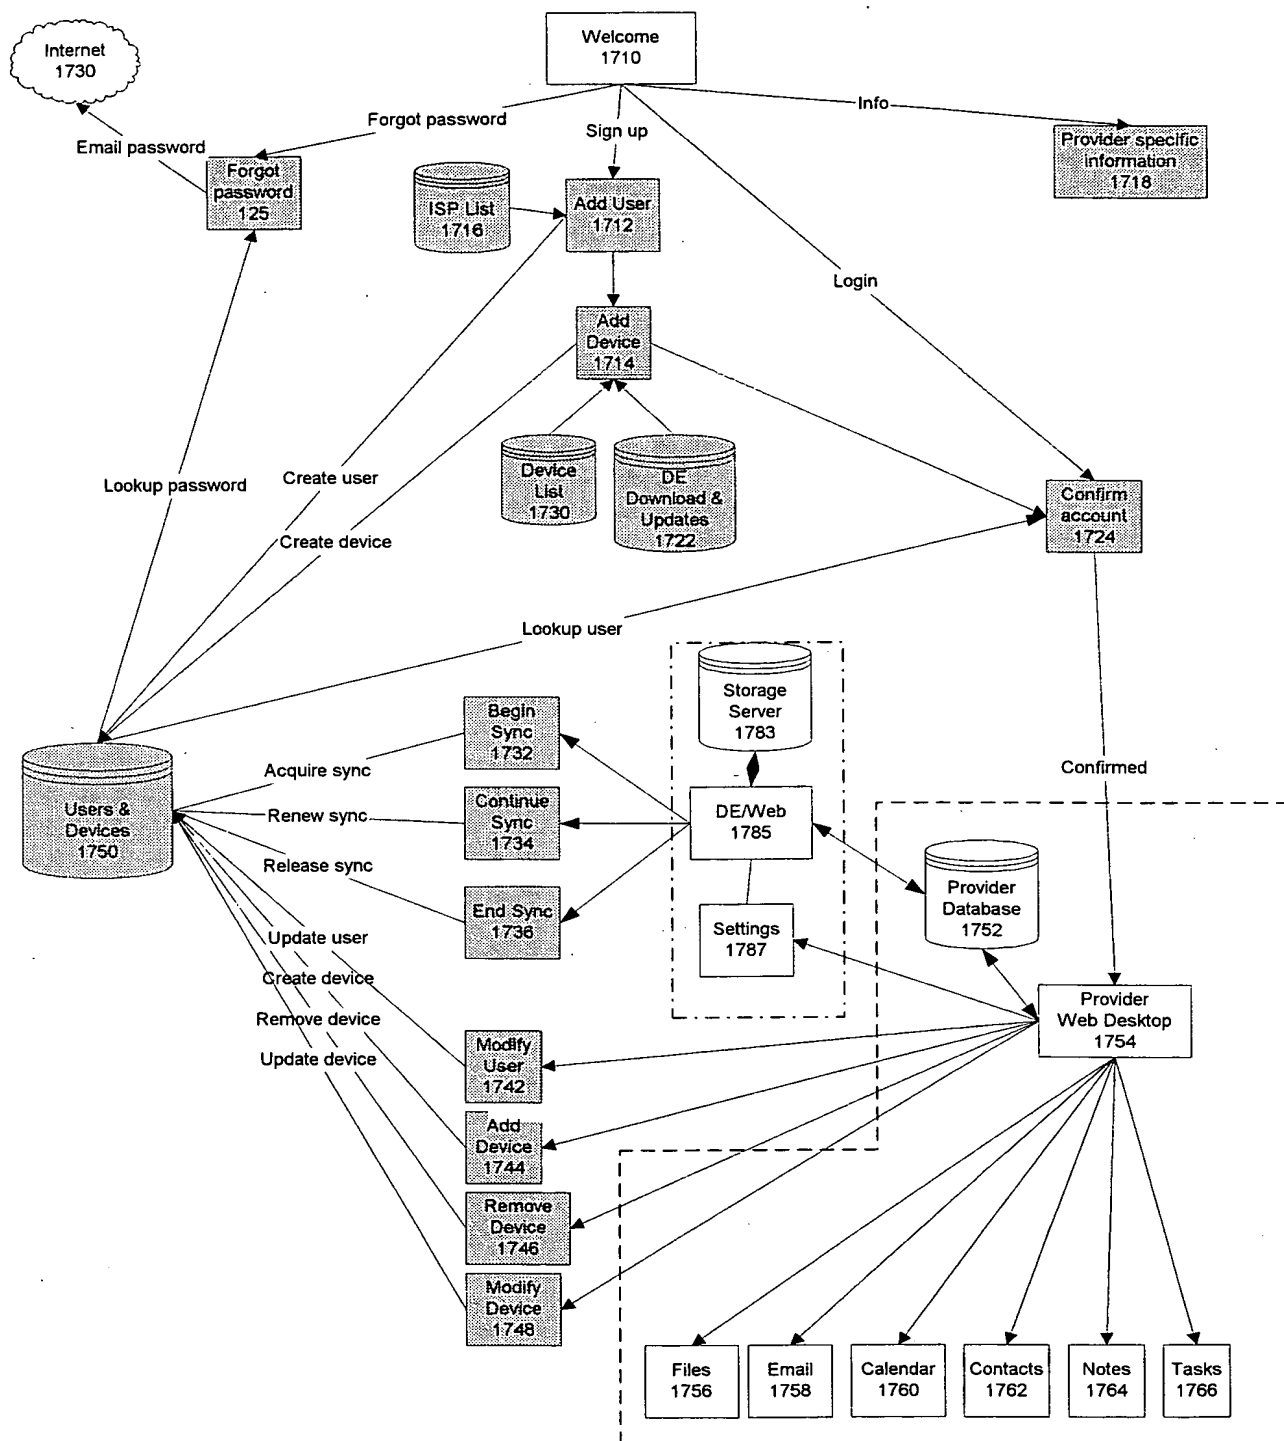 Welcome
1710
Internet
1730
Forgot password
Sign up
Info
Email password
Forgot
password
125
ISP List
1716
Add User
1712
Provider specific
information
1718
Login
Add
Device
1714
Device
List
1730
DE
Download &
Updates
1722
Lookup password
Create user
Create device
Confirm
account
1724
Lookup user
Storage
Server
1783
Begin
Sync
1732
Acquire sync
Users &
Devices
1750
Renew sync
Continue
Sync
1734
DE/Web
1785
Confirmed
Release sync
End Sync
1736
Settings
1787
Provider
Database
1752
Update user
Create device
Remove device
Update device
Provider
Web Desktop
1754
Modify
User
1742
Add
Device
1744
Remove
Device
1746
Modify
Device
1748
Files
1756
Email
1758
Calendar
1760
Contacts
1762
Notes
1764
Tasks
1766